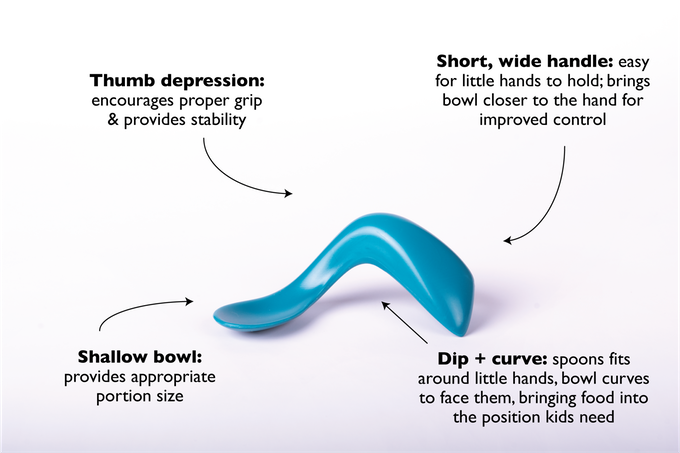 Thumb depression:
encourages proper grip
& provides stability
Short, wide handle: easy
for little hands to hold; brings
bowl closer to the hand for
improved control
Shallow bowl:
provides appropriate
portion size
Dip + curve: spoons fits
around little hands, bowl curves
to face them, bringing food into
the position kids need